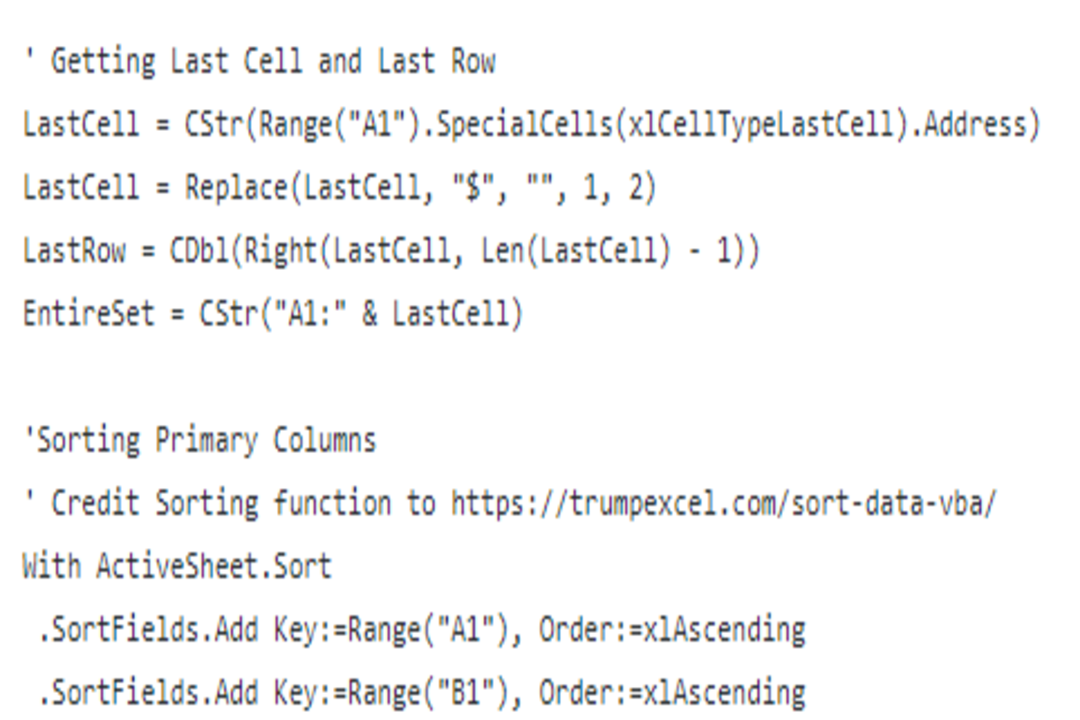 ' Getting Last Cell and Last Row
LastCell = CStr(Range("A1").SpecialCells(xlCellTypeLastCell).Address)
LastCell = Replace(LastCell, "$", "", 1, 2)
LastRow = CDbl(Right(LastCell, Len(LastCell) - 1))
EntireSet = CStr("A1:" & LastCell)
'Sorting Primary Columns
' Credit Sorting function to https://trumpexcel.com/sort-data-vba/
With ActiveSheet.Sort
.SortFields.Add Key:=Range("A1"), Order:=xlAscending
.SortFields.Add Key:=Range("B1"), Order:=xlAscending